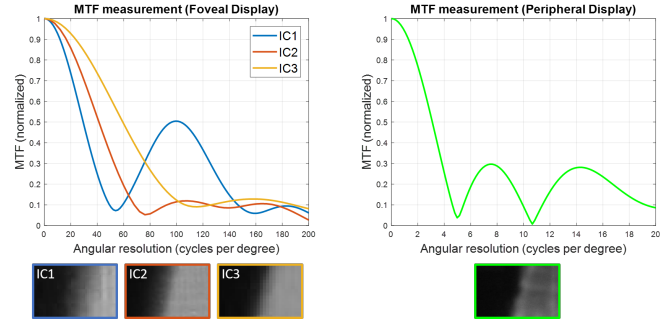 MTF measurement (Foveal Display)
MTF (normalized)
1
0.9
0.8
0.7
0.6
0.5
0.4
0.3
0.2
0.1
0
0 20 40 60 80 100 120 140 160 180 200
Angular resolution (cycles per degree)
IC1
IC2
IC3
IC1 IC2 IC3
MTF measurement (Peripheral Display)
MTF (normalized)
1
0.9
0.8
0.7
0.6
0.5
0.4
0.3
0.2
0.1
0
0 2 4 6 8 10 12 14 16 18 20
Angular resolution (cycles per degree)